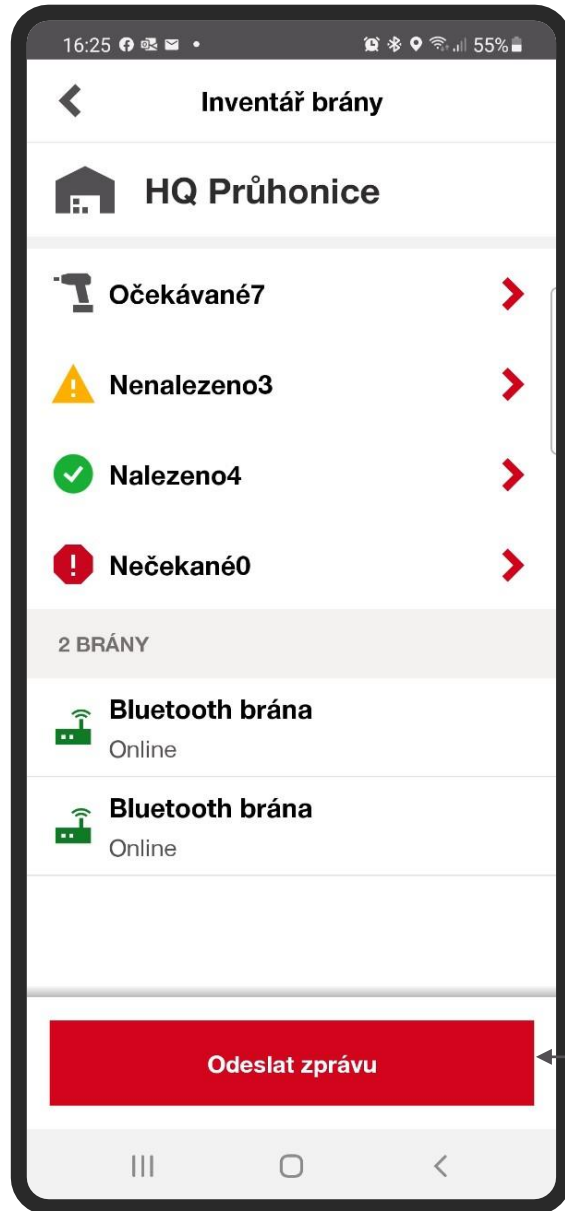 16:25 55%
Inventář brány
HQ Průhonice
Očekávané7
Nenalezeno3
Nalezeno4
Nečekané0
2 BRÁNY
Bluetooth brána
Online
Bluetooth brána
Online
Odeslat zprávu